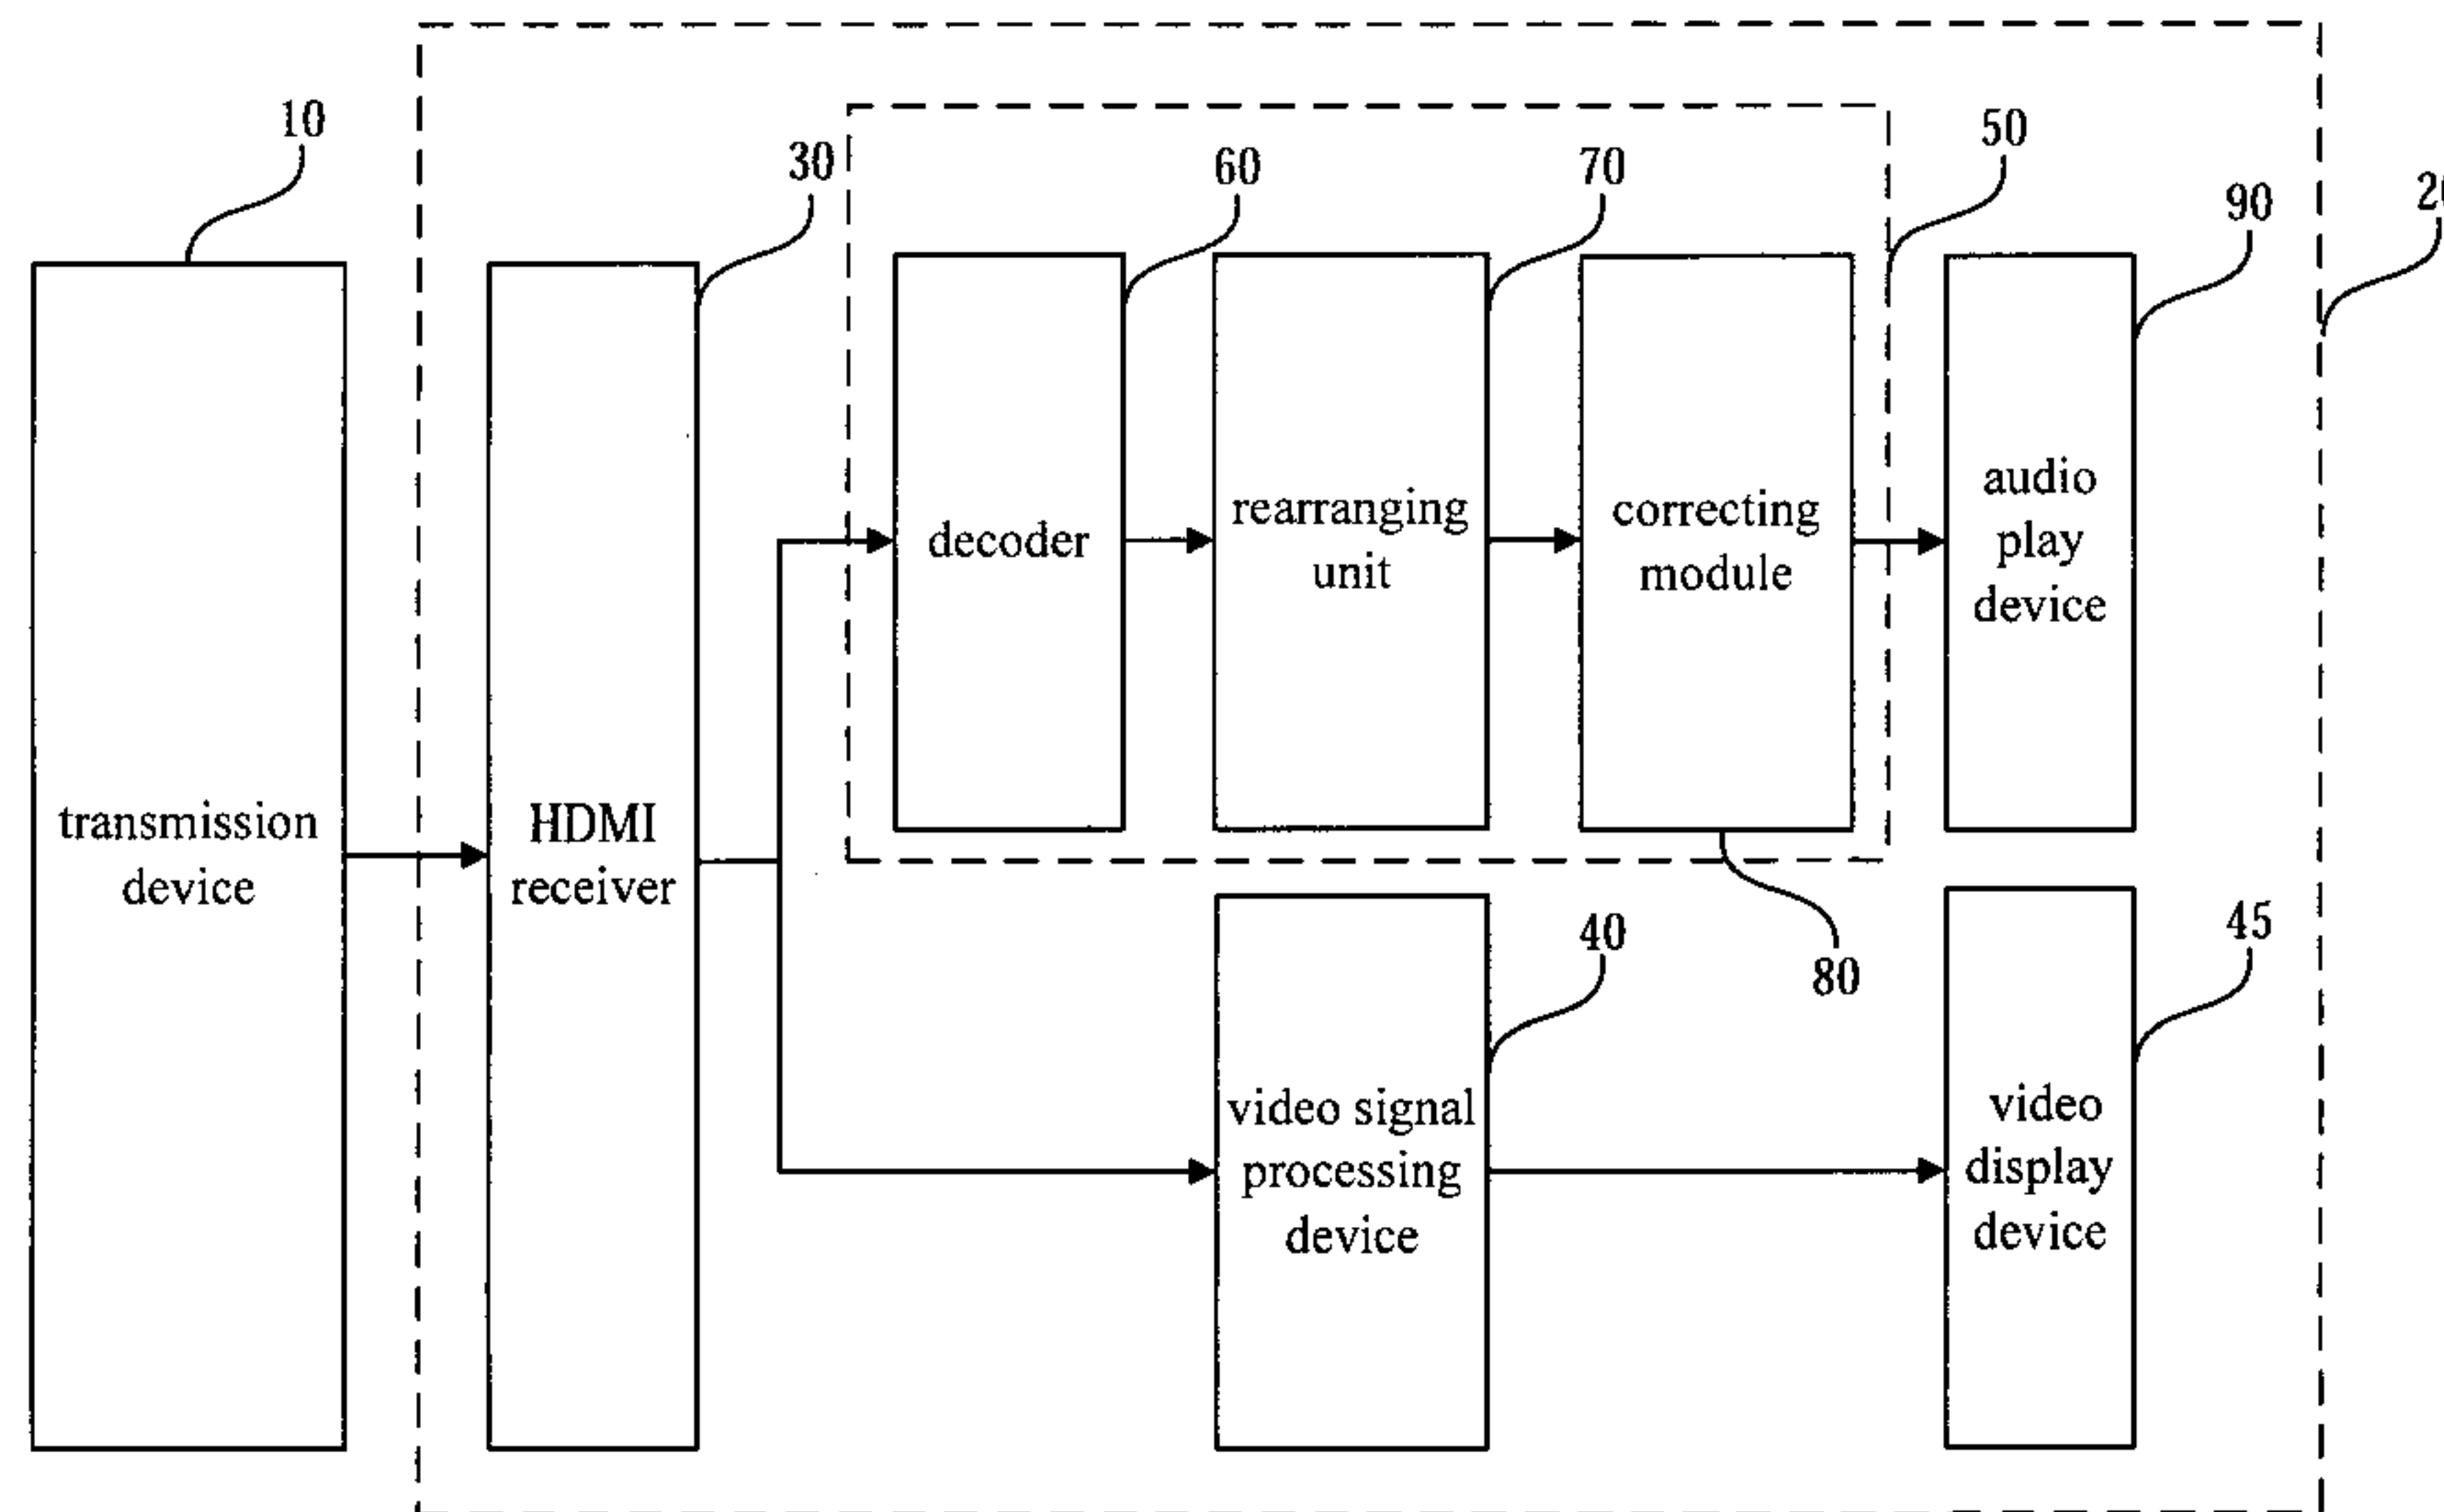 10
30
60
70
50
90
transmission
device
HDMI
receiver
decoder
rearranging
unit
correcting
module
audio
play
device
80
40
45
video signal
processing
device
video
display
device